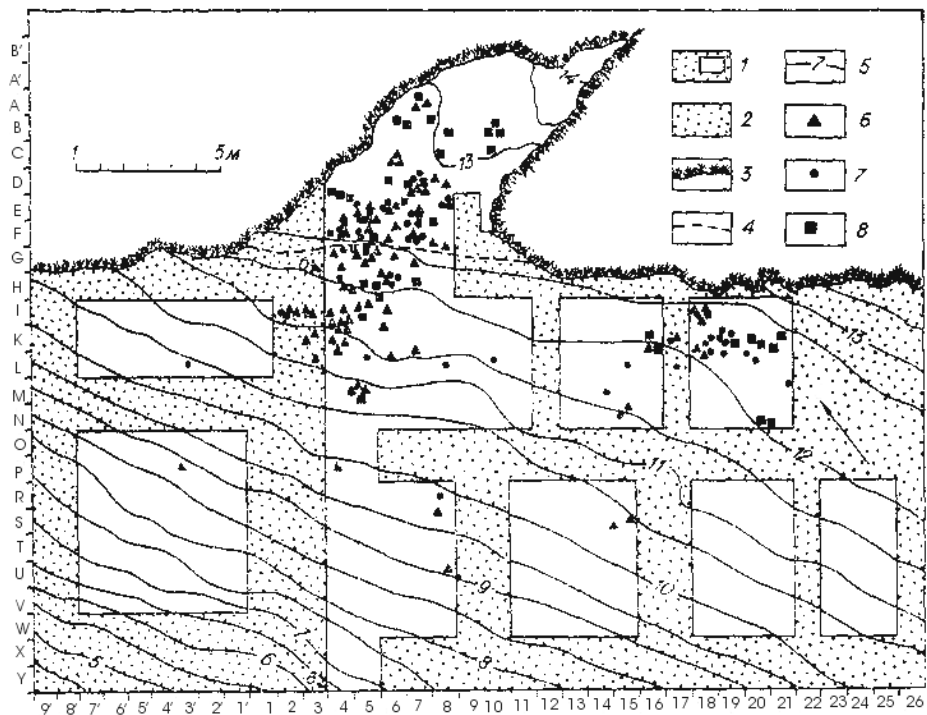 B'
A'
A
B
C
D
E
F
G
H
I
K
L
M
N
O
P
R
S
T
U
V
W
X
Y
1 5 м
14
13
1 5
2 6
3 7
4 8
7
13
12
11
10
9
8
7
6
5
9' 8' 7' 6' 5' 4' 3' 2' 1' 1 2 3 4 5 6 7 8 9 10 11 12 13 14 15 16 17 18 19 20 21 22 23 24 25 26